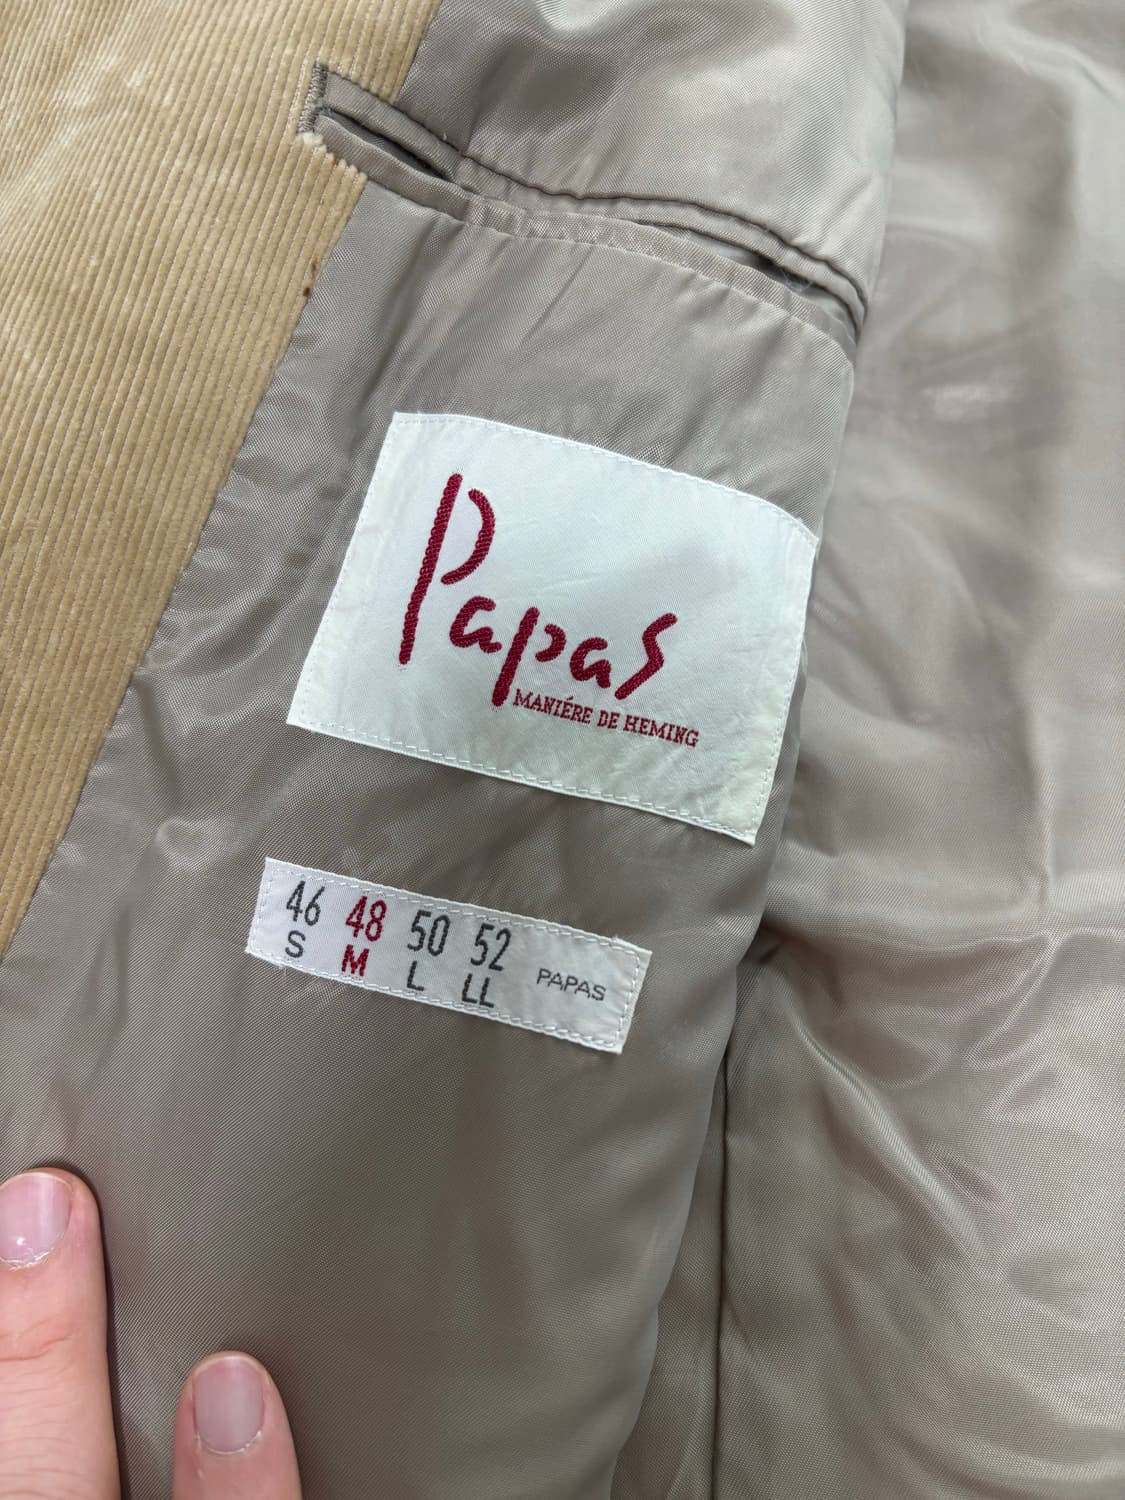 Papas
MANIÉRE DE HEMING
46 48 50 52 PAPAS
S M L LL